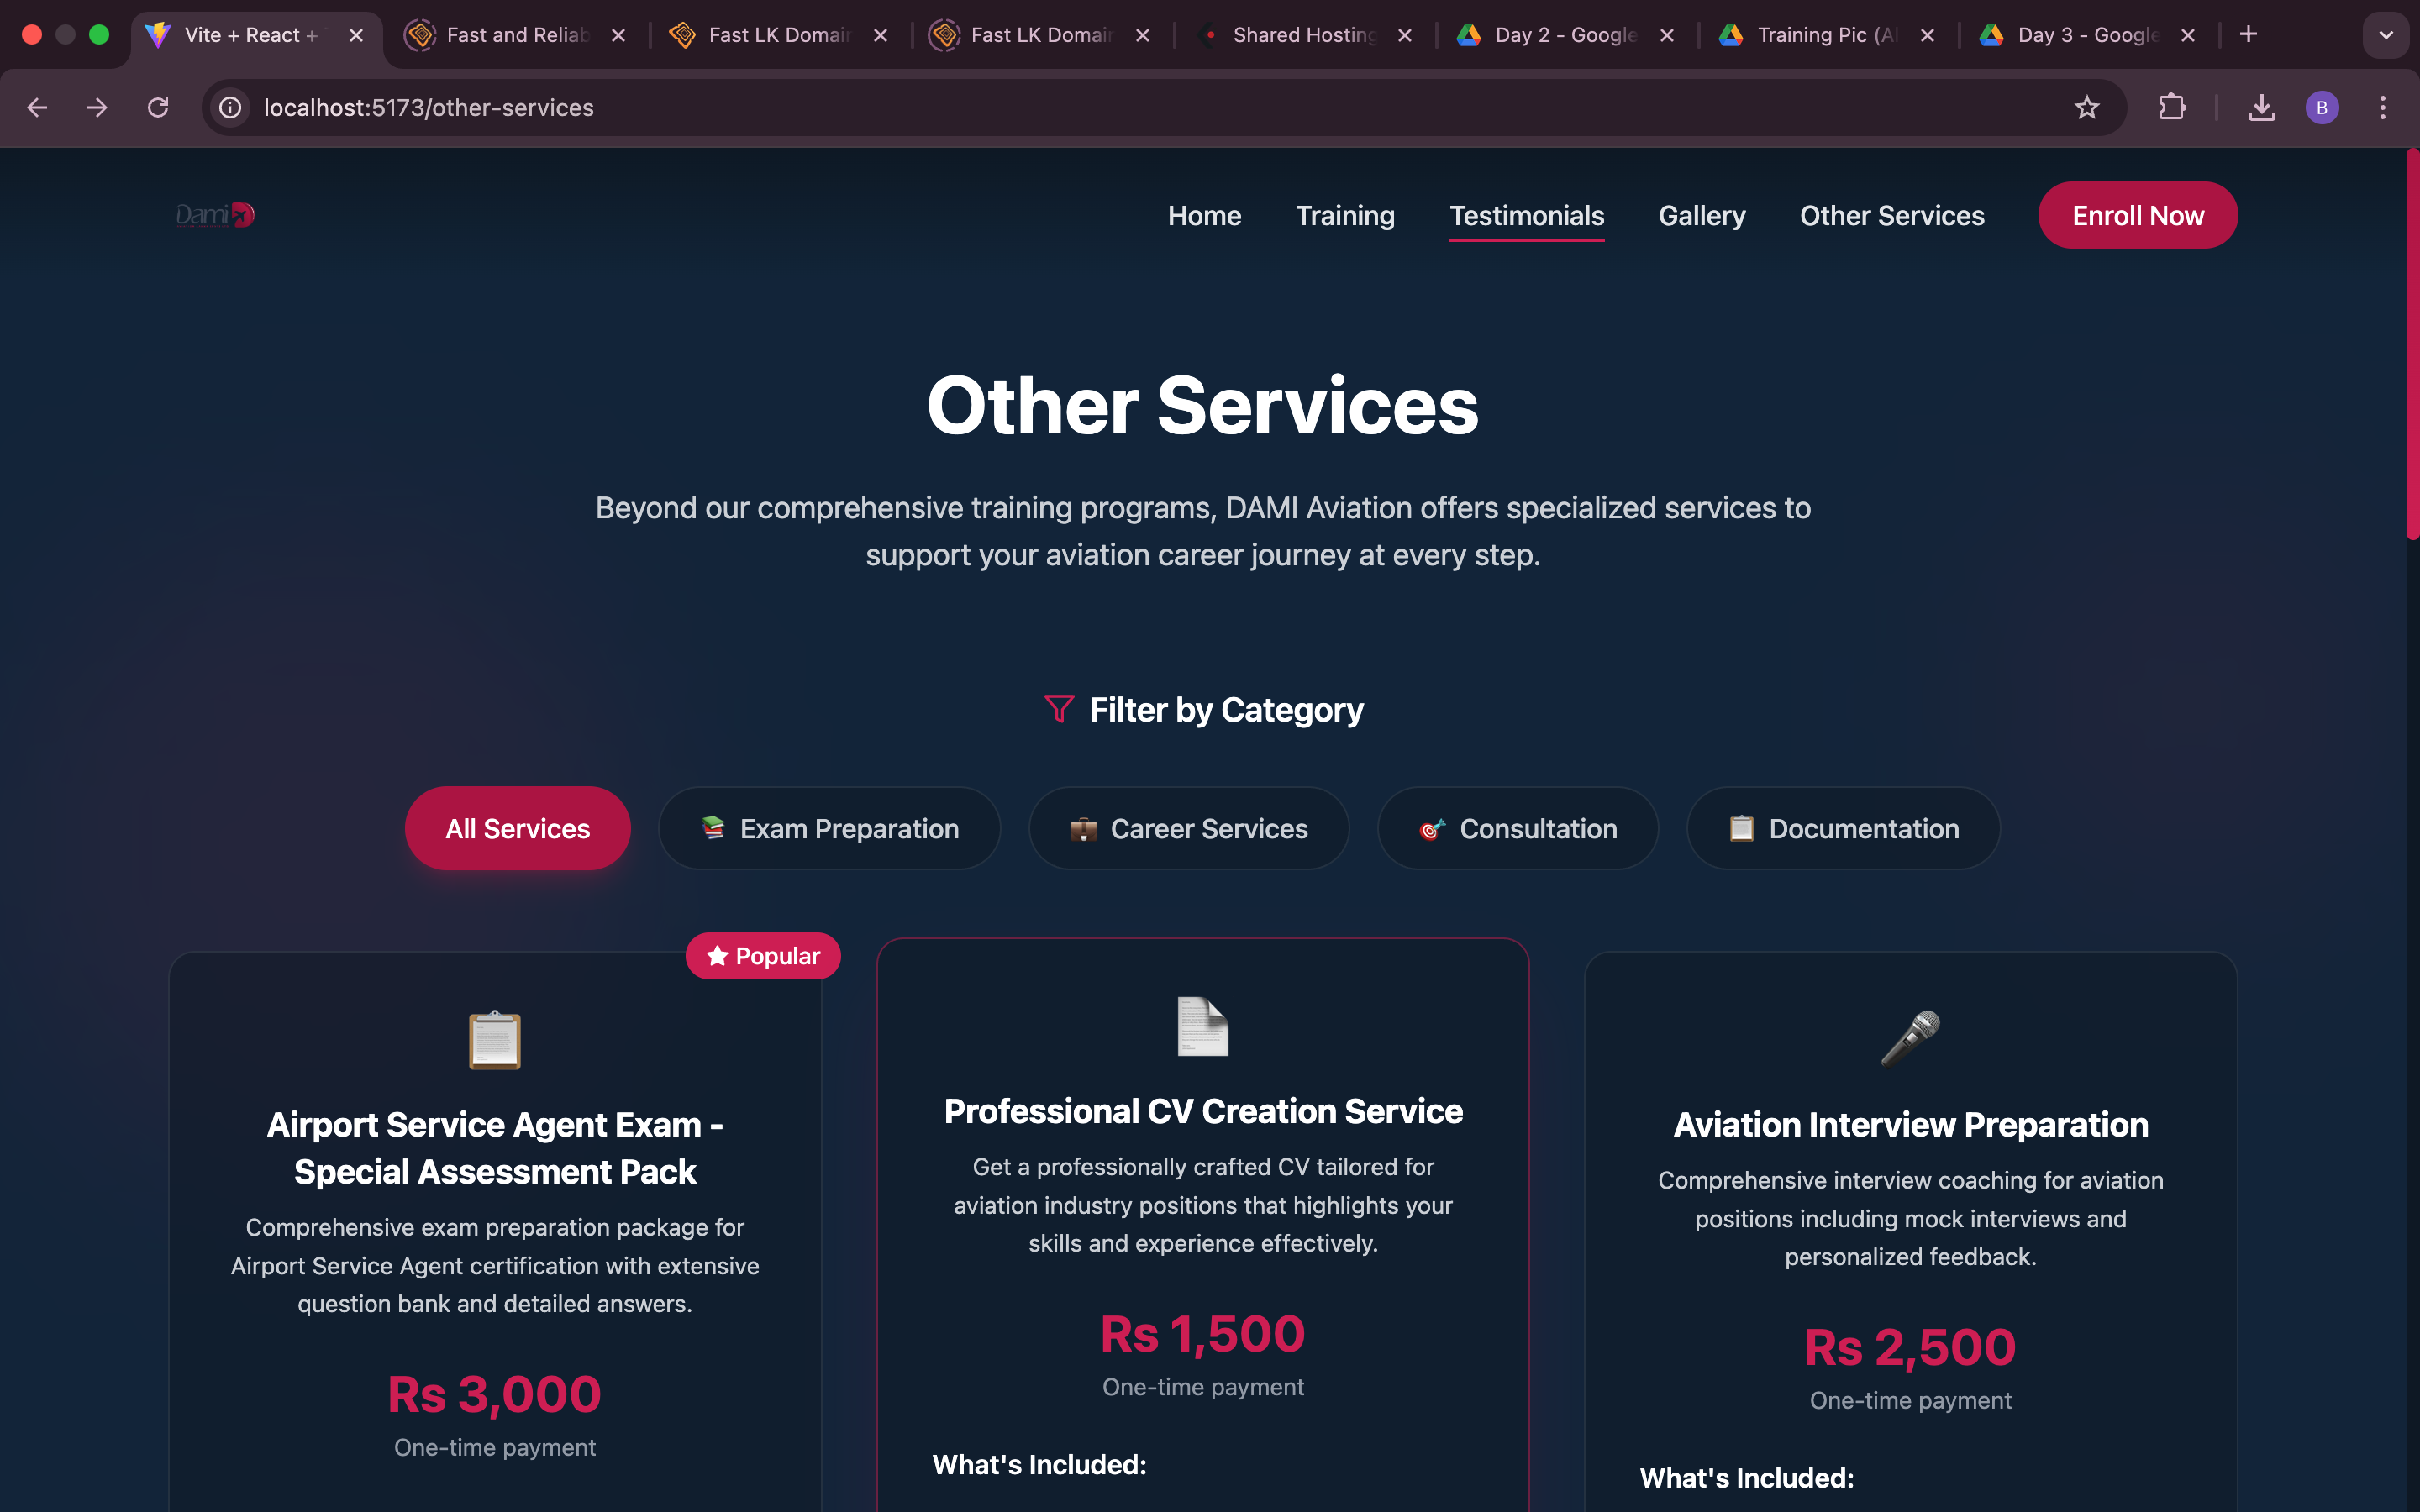 Vite + React +
Fast and Reliab
Fast LK Domain
Fast LK Domain
Shared Hosting
Day 2 - Google
Training Pic (Al
Day 3 - Google
localhost:5173/other-services
B
Dami
Home
Training
Testimonials
Gallery
Other Services
Enroll Now
Other Services
Beyond our comprehensive training programs, DAMI Aviation offers specialized services to
support your aviation career journey at every step.
Filter by Category
All Services
Exam Preparation
Career Services
Consultation
Documentation
Popular
Airport Service Agent Exam -
Special Assessment Pack
Comprehensive exam preparation package for
Airport Service Agent certification with extensive
question bank and detailed answers.
Rs 3,000
One-time payment
Professional CV Creation Service
Get a professionally crafted CV tailored for
aviation industry positions that highlights your
skills and experience effectively.
Rs 1,500
One-time payment
What's Included:
Aviation Interview Preparation
Comprehensive interview coaching for aviation
positions including mock interviews and
personalized feedback.
Rs 2,500
One-time payment
What's Included: